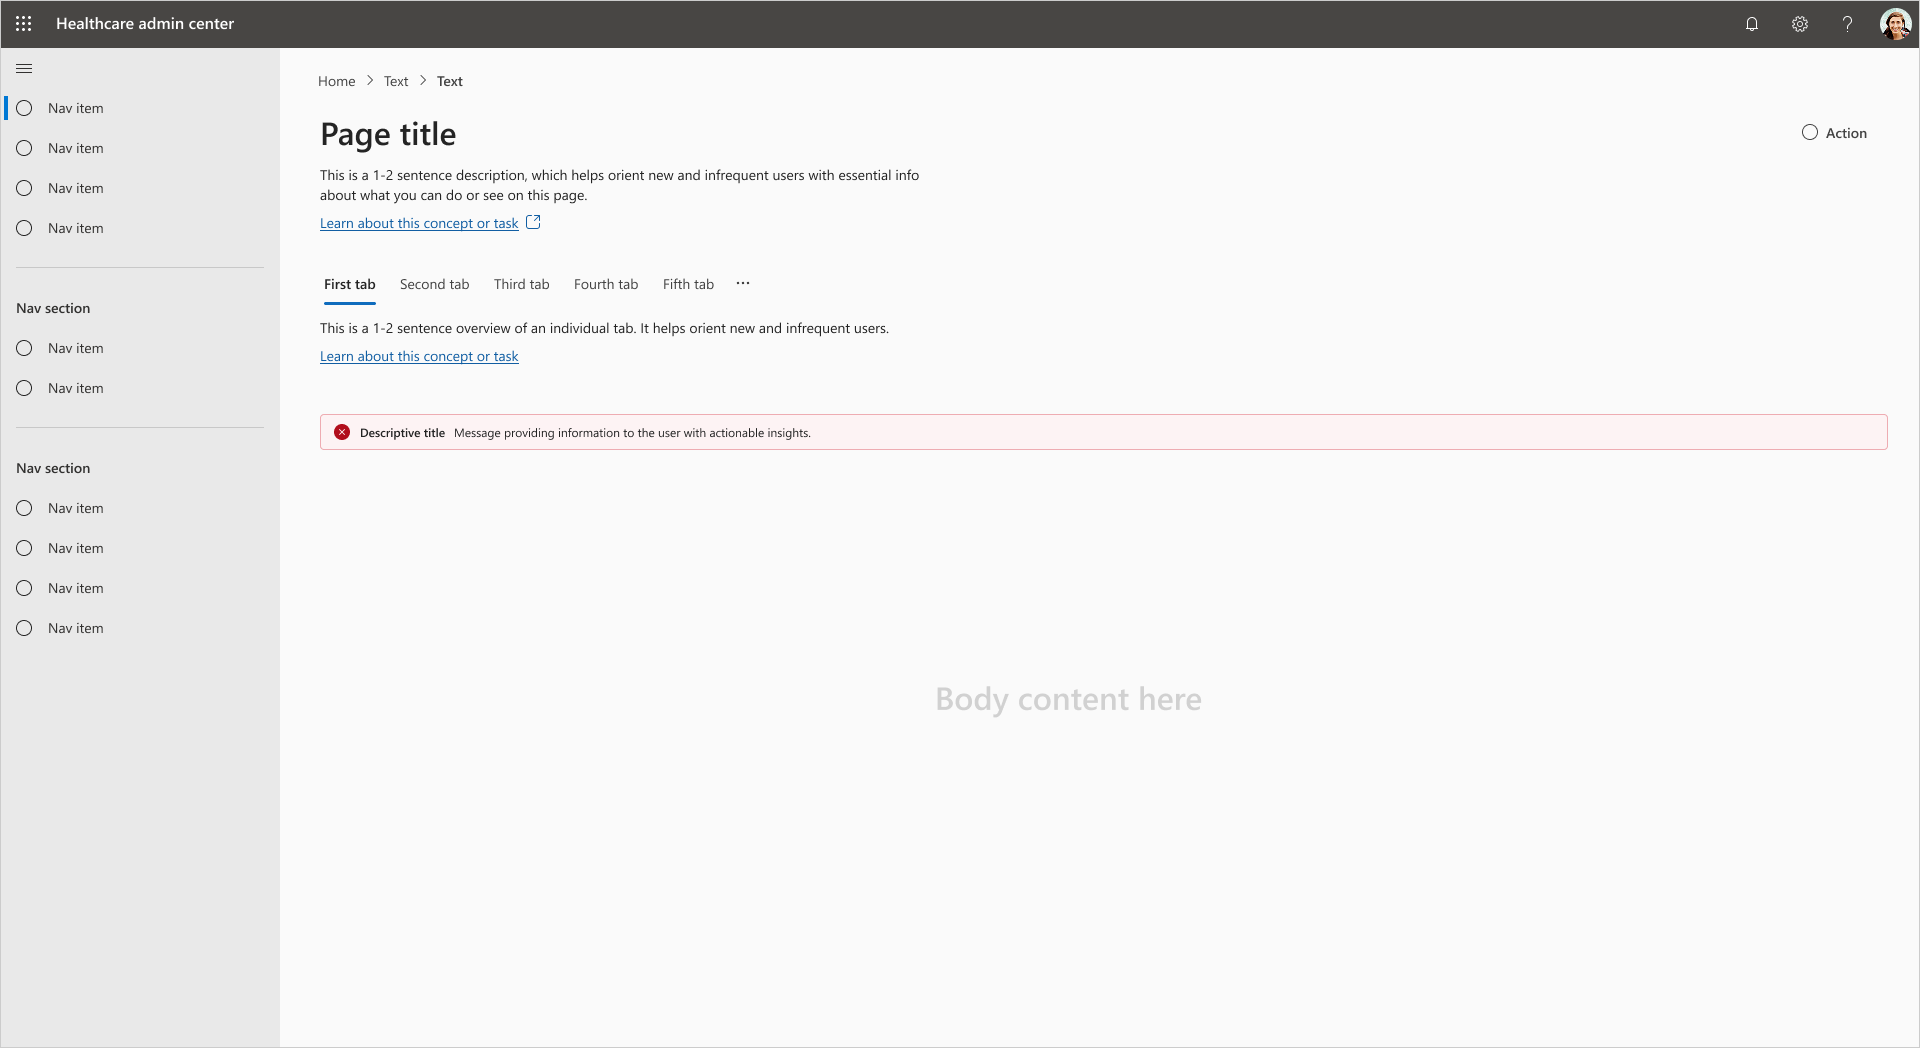 Healthcare admin center
Nav item
Nav item
Nav item
Nav item
Nav section
Nav item
Nav item
Nav section
Nav item
Nav item
Nav item
Nav item
Home > Text > Text
Page title
Action
This is a 1-2 sentence description, which helps orient new and infrequent users with essential info
about what you can do or see on this page.
Learn about this concept or task
First tab Second tab Third tab Fourth tab Fifth tab ...
This is a 1-2 sentence overview of an individual tab. It helps orient new and infrequent users.
Learn about this concept or task
Descriptive title Message providing information to the user with actionable insights.
Body content here